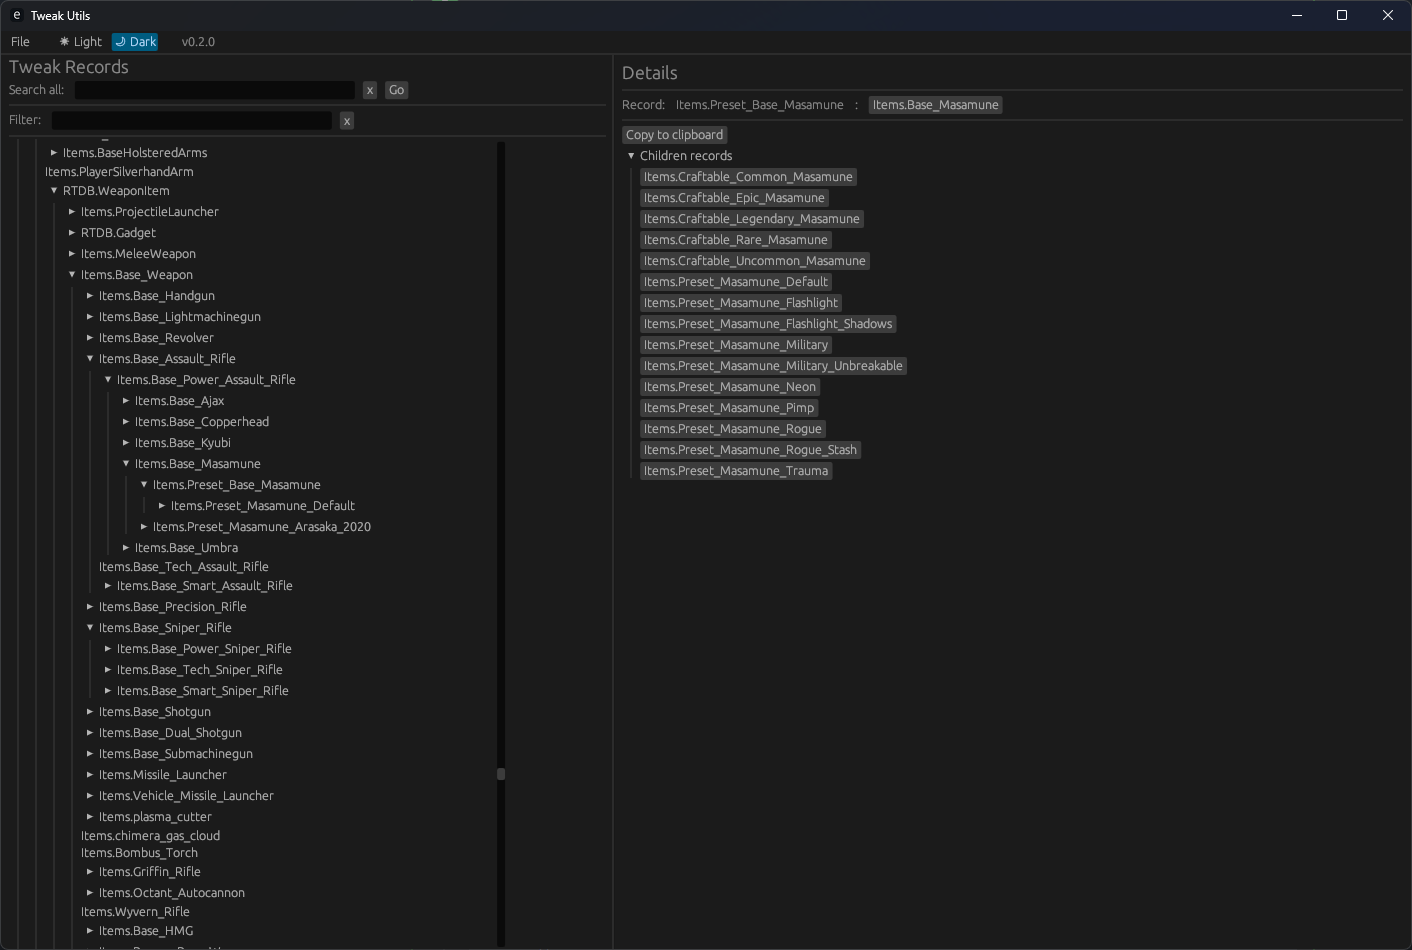 e Tweak Utils
File Light Dark v0.2.0
Tweak Records
Search all: x Go
Filter: x
Items.BaseHolsteredArms
Items.PlayerSilverhandArm
RTDB.WeaponItem
Items.ProjectileLauncher
RTDB.Gadget
Items.MeleeWeapon
Items.Base_Weapon
Items.Base_Handgun
Items.Base_Lightmachinegun
Items.Base_Revolver
Items.Base_Assault_Rifle
Items.Base_Power_Assault_Rifle
Items.Base_Ajax
Items.Base_Copperhead
Items.Base_Kyubi
Items.Base_Masamune
Items.Preset_Base_Masamune
Items.Preset_Masamune_Default
Items.Preset_Masamune_Arasaka_2020
Items.Base_Umbra
Items.Base_Tech_Assault_Rifle
Items.Base_Smart_Assault_Rifle
Items.Base_Precision_Rifle
Items.Base_Sniper_Rifle
Items.Base_Power_Sniper_Rifle
Items.Base_Tech_Sniper_Rifle
Items.Base_Smart_Sniper_Rifle
Items.Base_Shotgun
Items.Base_Dual_Shotgun
Items.Base_Submachinegun
Items.Missile_Launcher
Items.Vehicle_Missile_Launcher
Items.plasma_cutter
Items.chimera_gas_cloud
Items.Bombus_Torch
Items.Griffin_Rifle
Items.Octant_Autocannon
Items.Wyvern_Rifle
Items.Base_HMG
Details
Record: Items.Preset_Base_Masamune : Items.Base_Masamune
Copy to clipboard
Children records
Items.Craftable_Common_Masamune
Items.Craftable_Epic_Masamune
Items.Craftable_Legendary_Masamune
Items.Craftable_Rare_Masamune
Items.Craftable_Uncommon_Masamune
Items.Preset_Masamune_Default
Items.Preset_Masamune_Flashlight
Items.Preset_Masamune_Flashlight_Shadows
Items.Preset_Masamune_Military
Items.Preset_Masamune_Military_Unbreakable
Items.Preset_Masamune_Neon
Items.Preset_Masamune_Pimp
Items.Preset_Masamune_Rogue
Items.Preset_Masamune_Rogue_Stash
Items.Preset_Masamune_Trauma